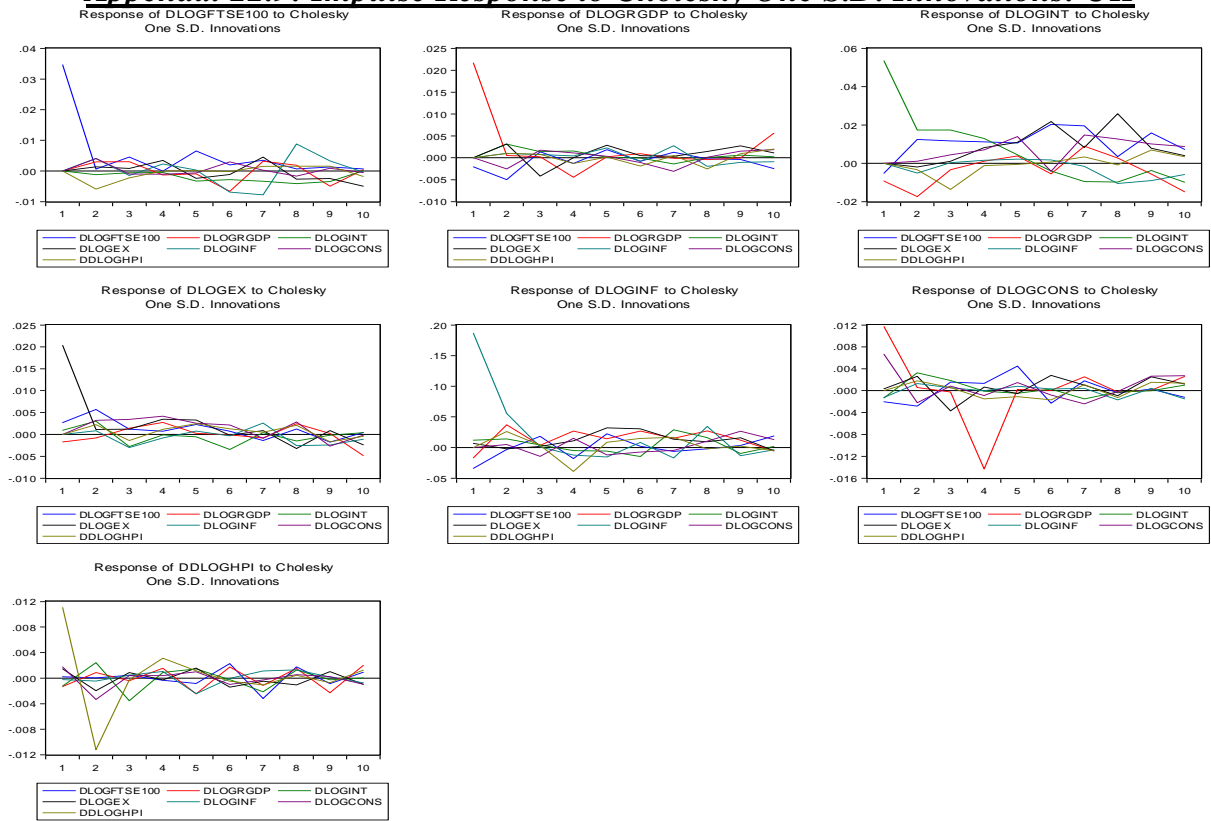 Impulse Response to Cholesky One S.D. Innovations:
Response of DLOGFTSE100 to Cholesky
One S.D. Innovations
.04
.03
.02
.01
.00
-.01
1 2 3 4 5 6 7 8 9 10
DLOGFTSE100 DLOGRGDP DLOGINT
DLOGEX DLOGINF DLOGCONS
DDLOGHPI
Response of DLOGRGDP to Cholesky
One S.D. Innovations
.025
.020
.015
.010
.005
.000
-.005
-.010
1 2 3 4 5 6 7 8 9 10
DLOGFTSE100 DLOGRGDP DLOGINT
DLOGEX DLOGINF DLOGCONS
DDLOGHPI
Response of DLOGINT to Cholesky
One S.D. Innovations
.06
.04
.02
.00
-.02
1 2 3 4 5 6 7 8 9 10
DLOGFTSE100 DLOGRGDP DLOGINT
DLOGEX DLOGINF DLOGCONS
DDLOGHPI
Response of DLOGEX to Cholesky
One S.D. Innovations
.025
.020
.015
.010
.005
.000
-.005
-.010
1 2 3 4 5 6 7 8 9 10
DLOGFTSE100 DLOGRGDP DLOGINT
DLOGEX DLOGINF DLOGCONS
DDLOGHPI
Response of DLOGINF to Cholesky
One S.D. Innovations
.20
.15
.10
.05
.00
-.05
1 2 3 4 5 6 7 8 9 10
DLOGFTSE100 DLOGRGDP DLOGINT
DLOGEX DLOGINF DLOGCONS
DDLOGHPI
Response of DLOGCONS to Cholesky
One S.D. Innovations
.012
.008
.004
.000
-.004
-.008
-.012
-.016
1 2 3 4 5 6 7 8 9 10
DLOGFTSE100 DLOGRGDP DLOGINT
DLOGEX DLOGINF DLOGCONS
DDLOGHPI
Response of DDLOGHPI to Cholesky
One S.D. Innovations
.012
.008
.004
.000
-.004
-.008
-.012
1 2 3 4 5 6 7 8 9 10
DLOGFTSE100 DLOGRGDP DLOGINT
DLOGEX DLOGINF DLOGCONS
DDLOGHPI